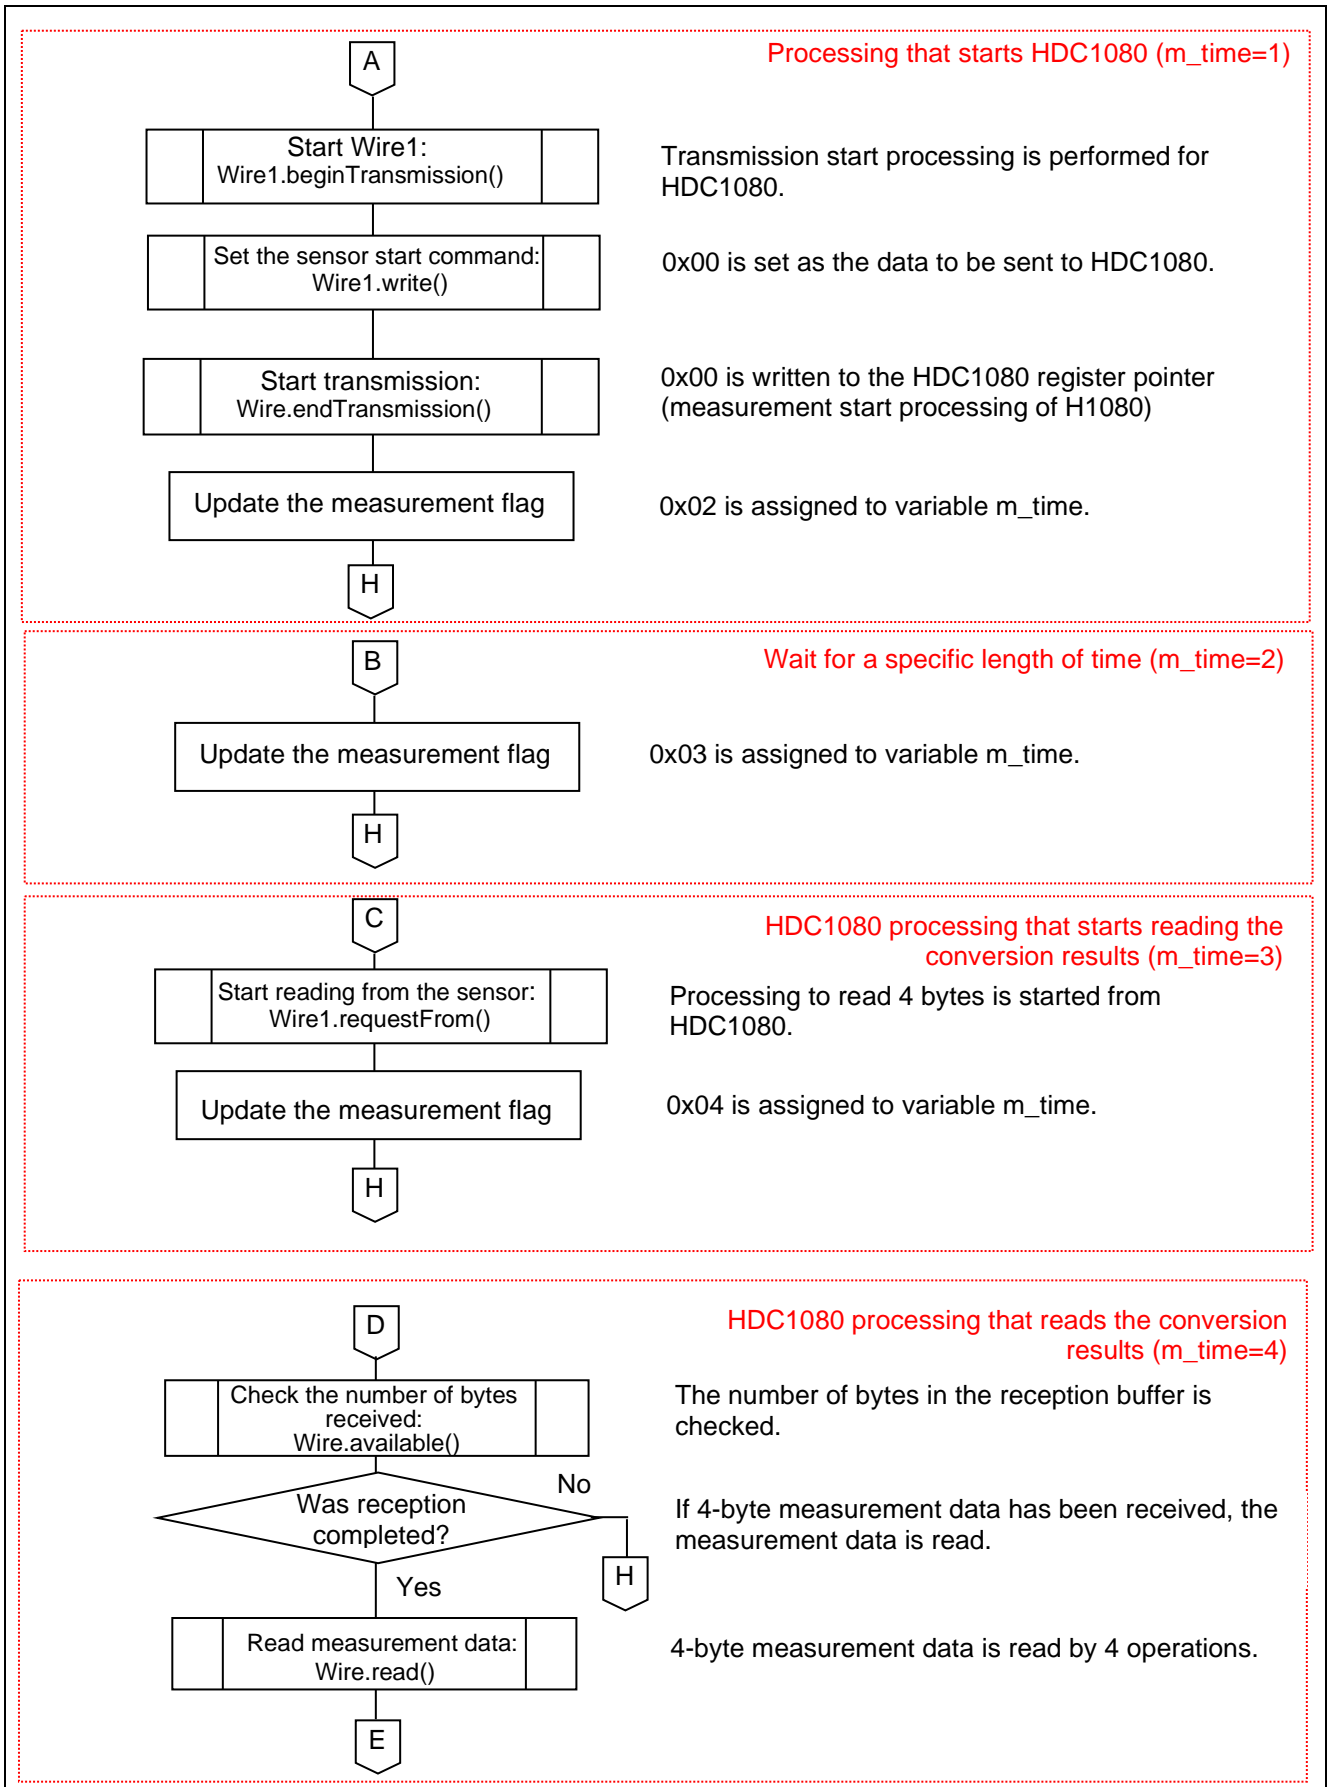 Processing that starts HDC1080 (m_time=1)
A
Start Wire1:
Wire1.beginTransmission()
Transmission start processing is performed for
HDC1080.
Set the sensor start command:
Wire1.write()
0x00 is set as the data to be sent to HDC1080.
Start transmission:
Wire.endTransmission()
0x00 is written to the HDC1080 register pointer
(measurement start processing of H1080)
Update the measurement flag
0x02 is assigned to variable m_time.
H
B
Wait for a specific length of time (m_time=2)
Update the measurement flag
0x03 is assigned to variable m_time.
H
C
HDC1080 processing that starts reading the
conversion results (m_time=3)
Start reading from the sensor:
Wire1.requestFrom()
Processing to read 4 bytes is started from
HDC1080.
Update the measurement flag
0x04 is assigned to variable m_time.
H
D
HDC1080 processing that reads the conversion
results (m_time=4)
Check the number of bytes
received:
Wire.available()
The number of bytes in the reception buffer is
checked.
No
Was reception
completed?
If 4-byte measurement data has been received, the
measurement data is read.
H
Yes
Read measurement data:
Wire.read()
4-byte measurement data is read by 4 operations.
E